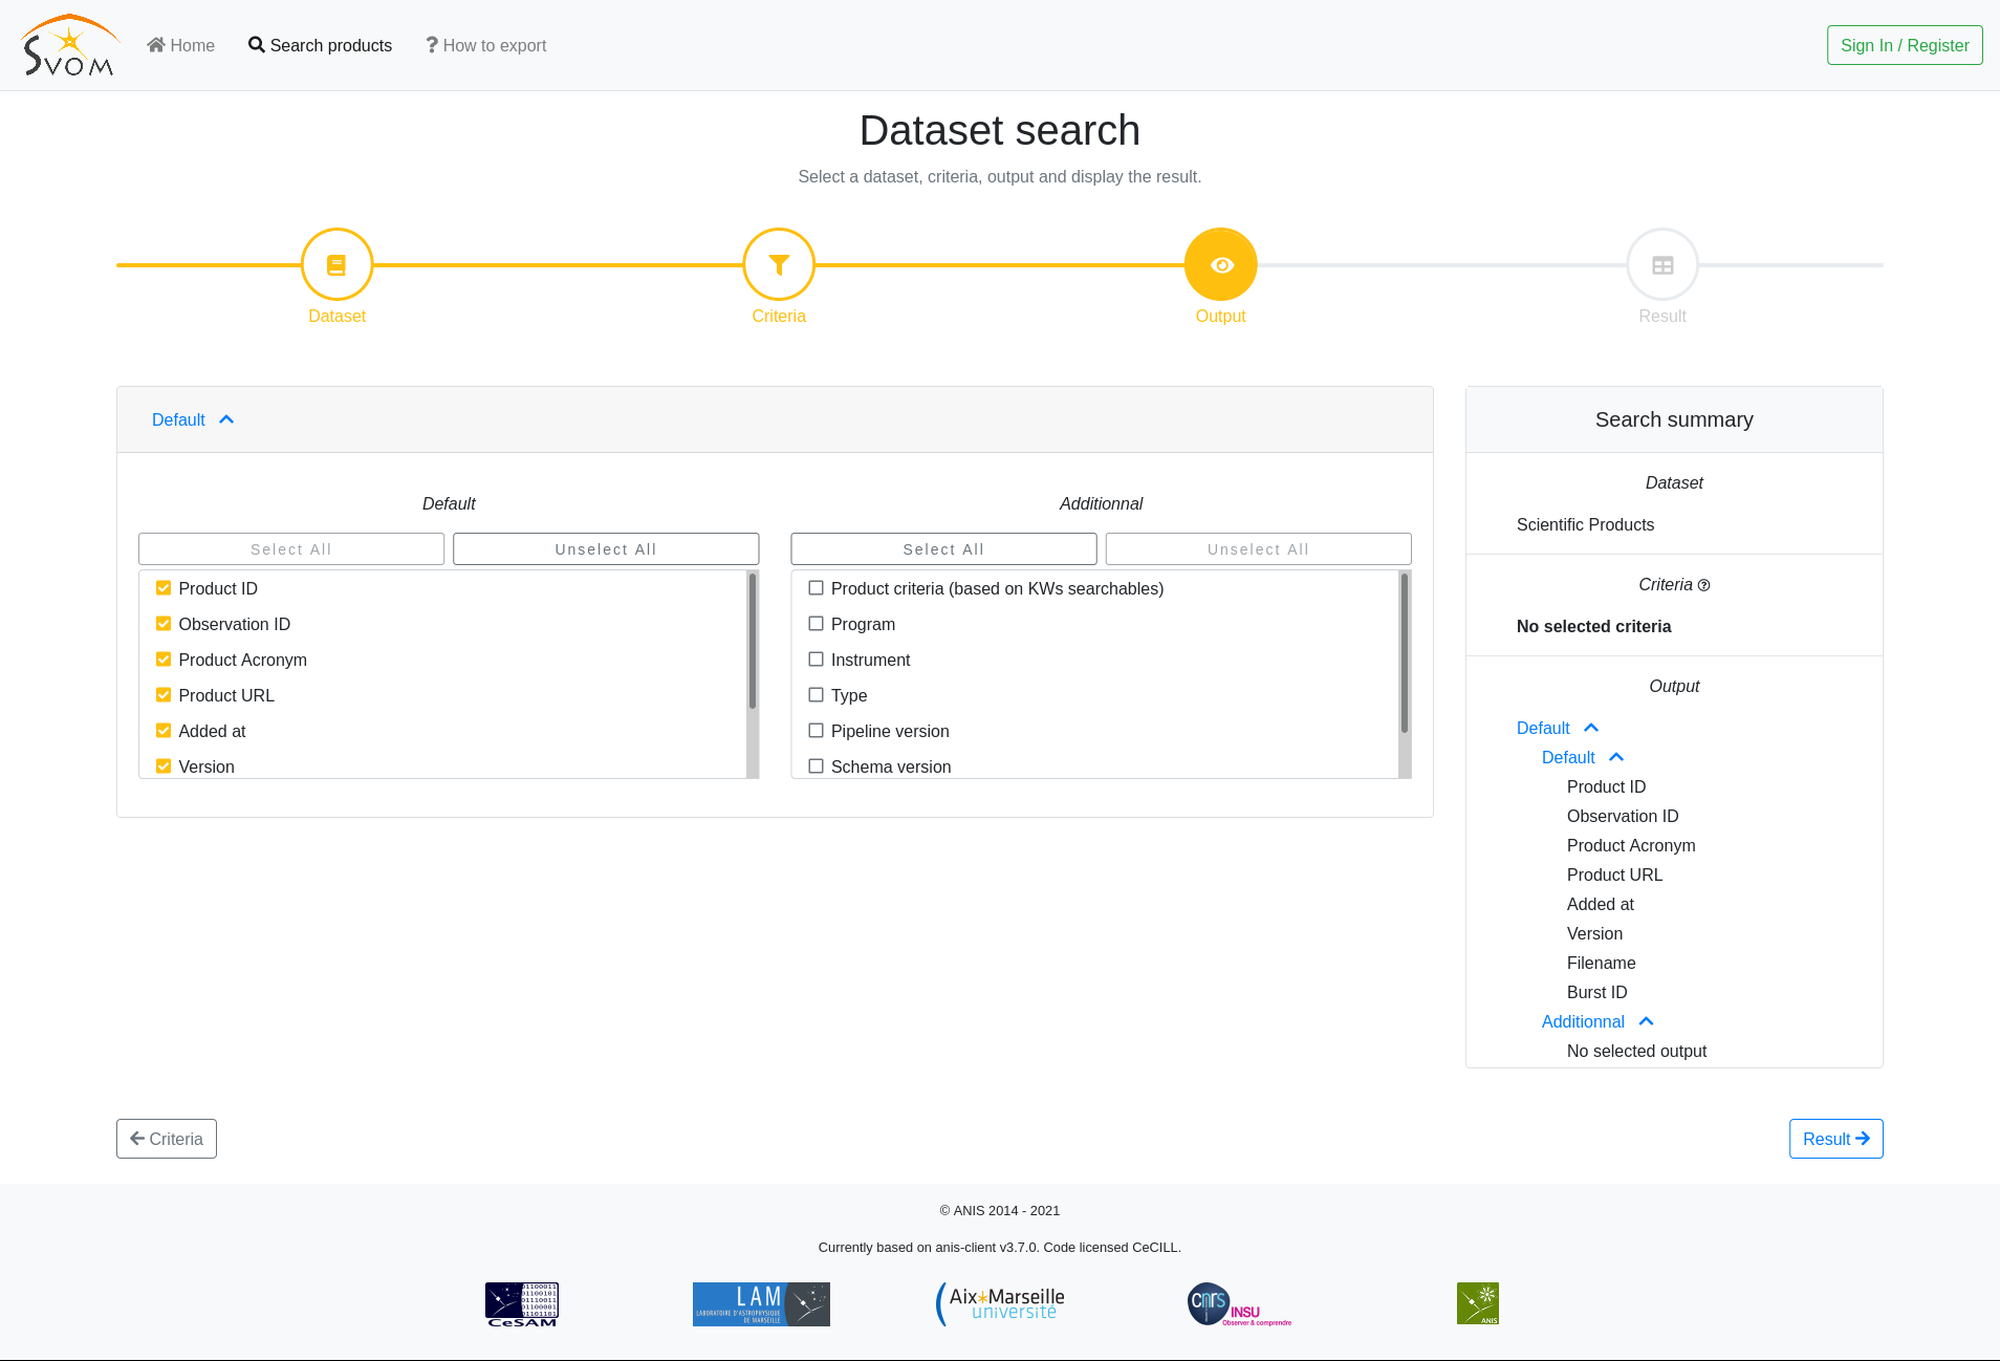 SVOM
Home
Search products
? How to export
Sign In / Register
Dataset search
Select a dataset, criteria, output and display the result.
Dataset
Criteria
Output
Result
Default
Default
Select All
Unselect All
Product ID
Observation ID
Product Acronym
Product URL
Added at
Version
Additionnal
Select All
Unselect All
Product criteria (based on KWs searchables)
Program
Instrument
Type
Pipeline version
Schema version
Search summary
Dataset
Scientific Products
Criteria
No selected criteria
Output
Default
Default
Product ID
Observation ID
Product Acronym
Product URL
Added at
Version
Filename
Burst ID
Additionnal
No selected output
Criteria
Result
© ANIS 2014 - 2021
Currently based on anis-client v3.7.0. Code licensed CeCILL.
CeSAM
LAM
LABORATOIRE D'ASTROPHYSIQUE
DE MARSEILLE
Aix*Marseille
université
cnrs
INSU
Observer & comprendre
ANIS